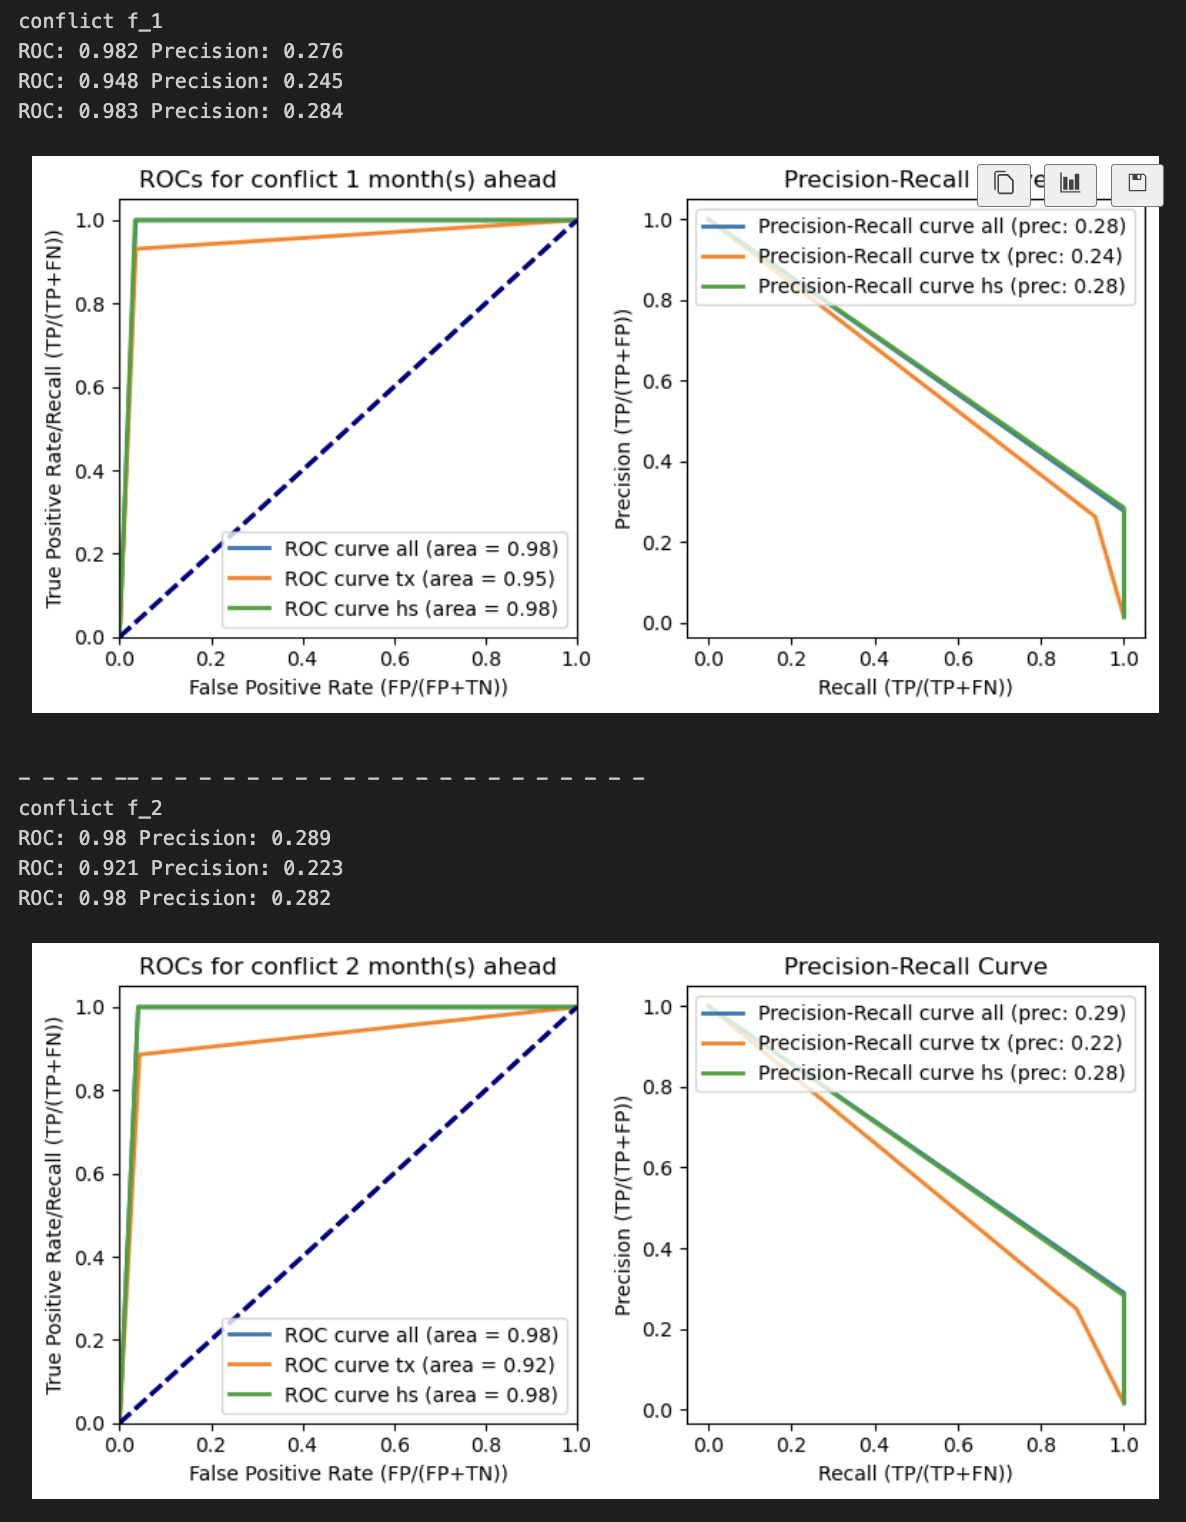 conflict f_1
ROC: 0.982 Precision: 0.276
ROC: 0.948 Precision: 0.245
ROC: 0.983 Precision: 0.284
ROCs for conflict 1 month(s) ahead
True Positive Rate/Recall (TP/(TP+FN))
1.0
0.8
0.6
0.4
0.2
0.0
ROC curve all (area = 0.98)
ROC curve tx (area = 0.95)
ROC curve hs (area = 0.98)
0.0 0.2 0.4 0.6 0.8 1.0
False Positive Rate (FP/(FP+TN))
Precision-Recall
Precision (TP/(TP+FP))
1.0
0.8
0.6
0.4
0.2
0.0
Precision-Recall curve all (prec: 0.28)
Precision-Recall curve tx (prec: 0.24)
Precision-Recall curve hs (prec: 0.28)
0.0 0.2 0.4 0.6 0.8 1.0
Recall (TP/(TP+FN))
– – – – –– – – – – – – – – – – – – – – – – – – – –
conflict f_2
ROC: 0.98 Precision: 0.289
ROC: 0.921 Precision: 0.223
ROC: 0.98 Precision: 0.282
ROCs for conflict 2 month(s) ahead
True Positive Rate/Recall (TP/(TP+FN))
1.0
0.8
0.6
0.4
0.2
0.0
ROC curve all (area = 0.98)
ROC curve tx (area = 0.92)
ROC curve hs (area = 0.98)
0.0 0.2 0.4 0.6 0.8 1.0
False Positive Rate (FP/(FP+TN))
Precision-Recall Curve
Precision (TP/(TP+FP))
1.0
0.8
0.6
0.4
0.2
0.0
Precision-Recall curve all (prec: 0.29)
Precision-Recall curve tx (prec: 0.22)
Precision-Recall curve hs (prec: 0.28)
0.0 0.2 0.4 0.6 0.8 1.0
Recall (TP/(TP+FN))